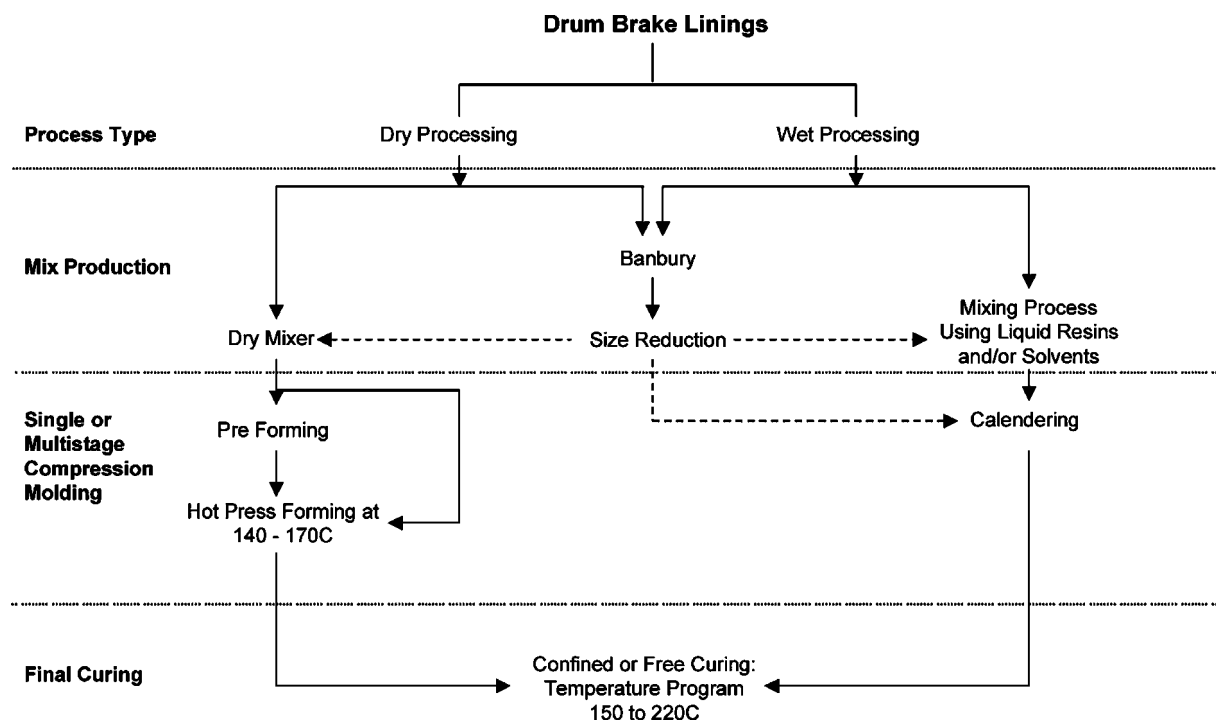 Drum Brake Linings
Process Type
Dry Processing
Wet Processing
Mix Production
Banbury
Dry Mixer
Size Reduction
Mixing Process
Using Liquid Resins
and/or Solvents
Single or
Multistage
Compression
Molding
Pre Forming
Calendering
Hot Press Forming at
140 - 170C
Final Curing
Confined or Free Curing:
Temperature Program
150 to 220C